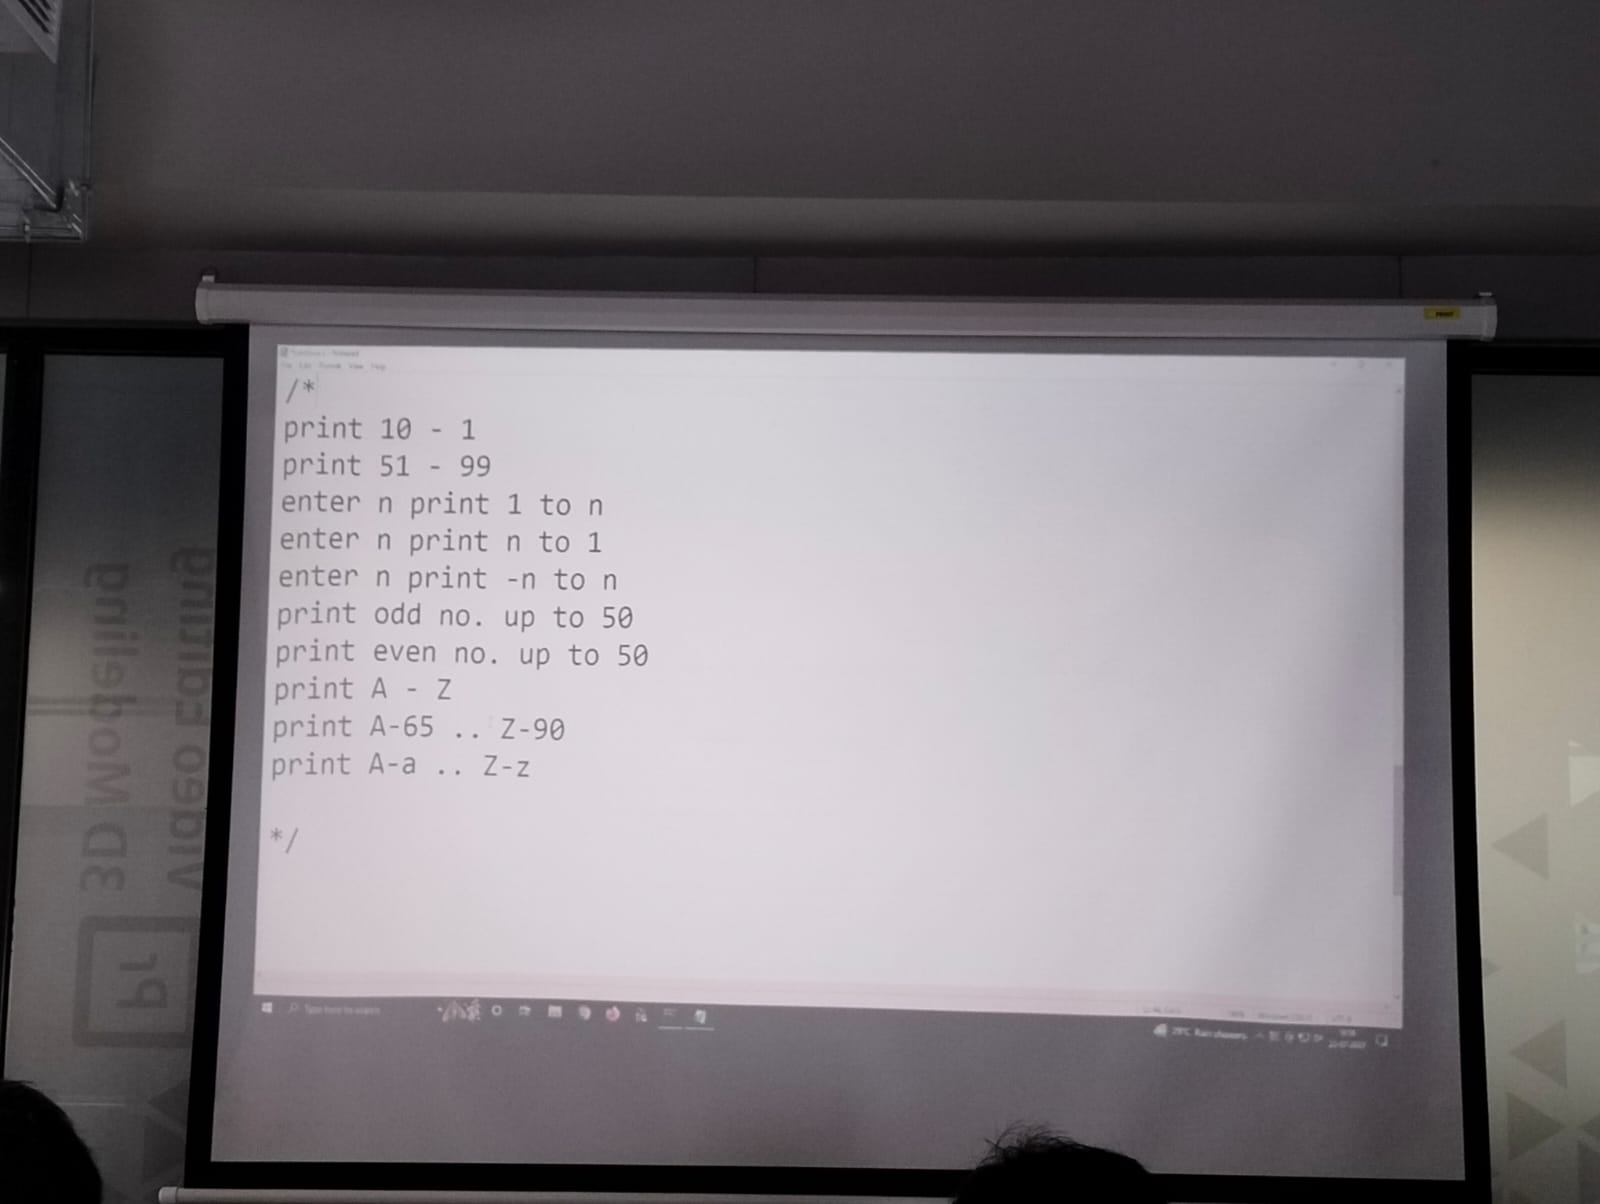 /*
print 10 - 1
print 51 - 99
enter n print 1 to n
enter n print n to 1
enter n print -n to n
print odd no. up to 50
print even no. up to 50
print A - Z
print A-65 .. Z-90
print A-a .. Z-z
*/
Pr
3D Modeling
Video Editing